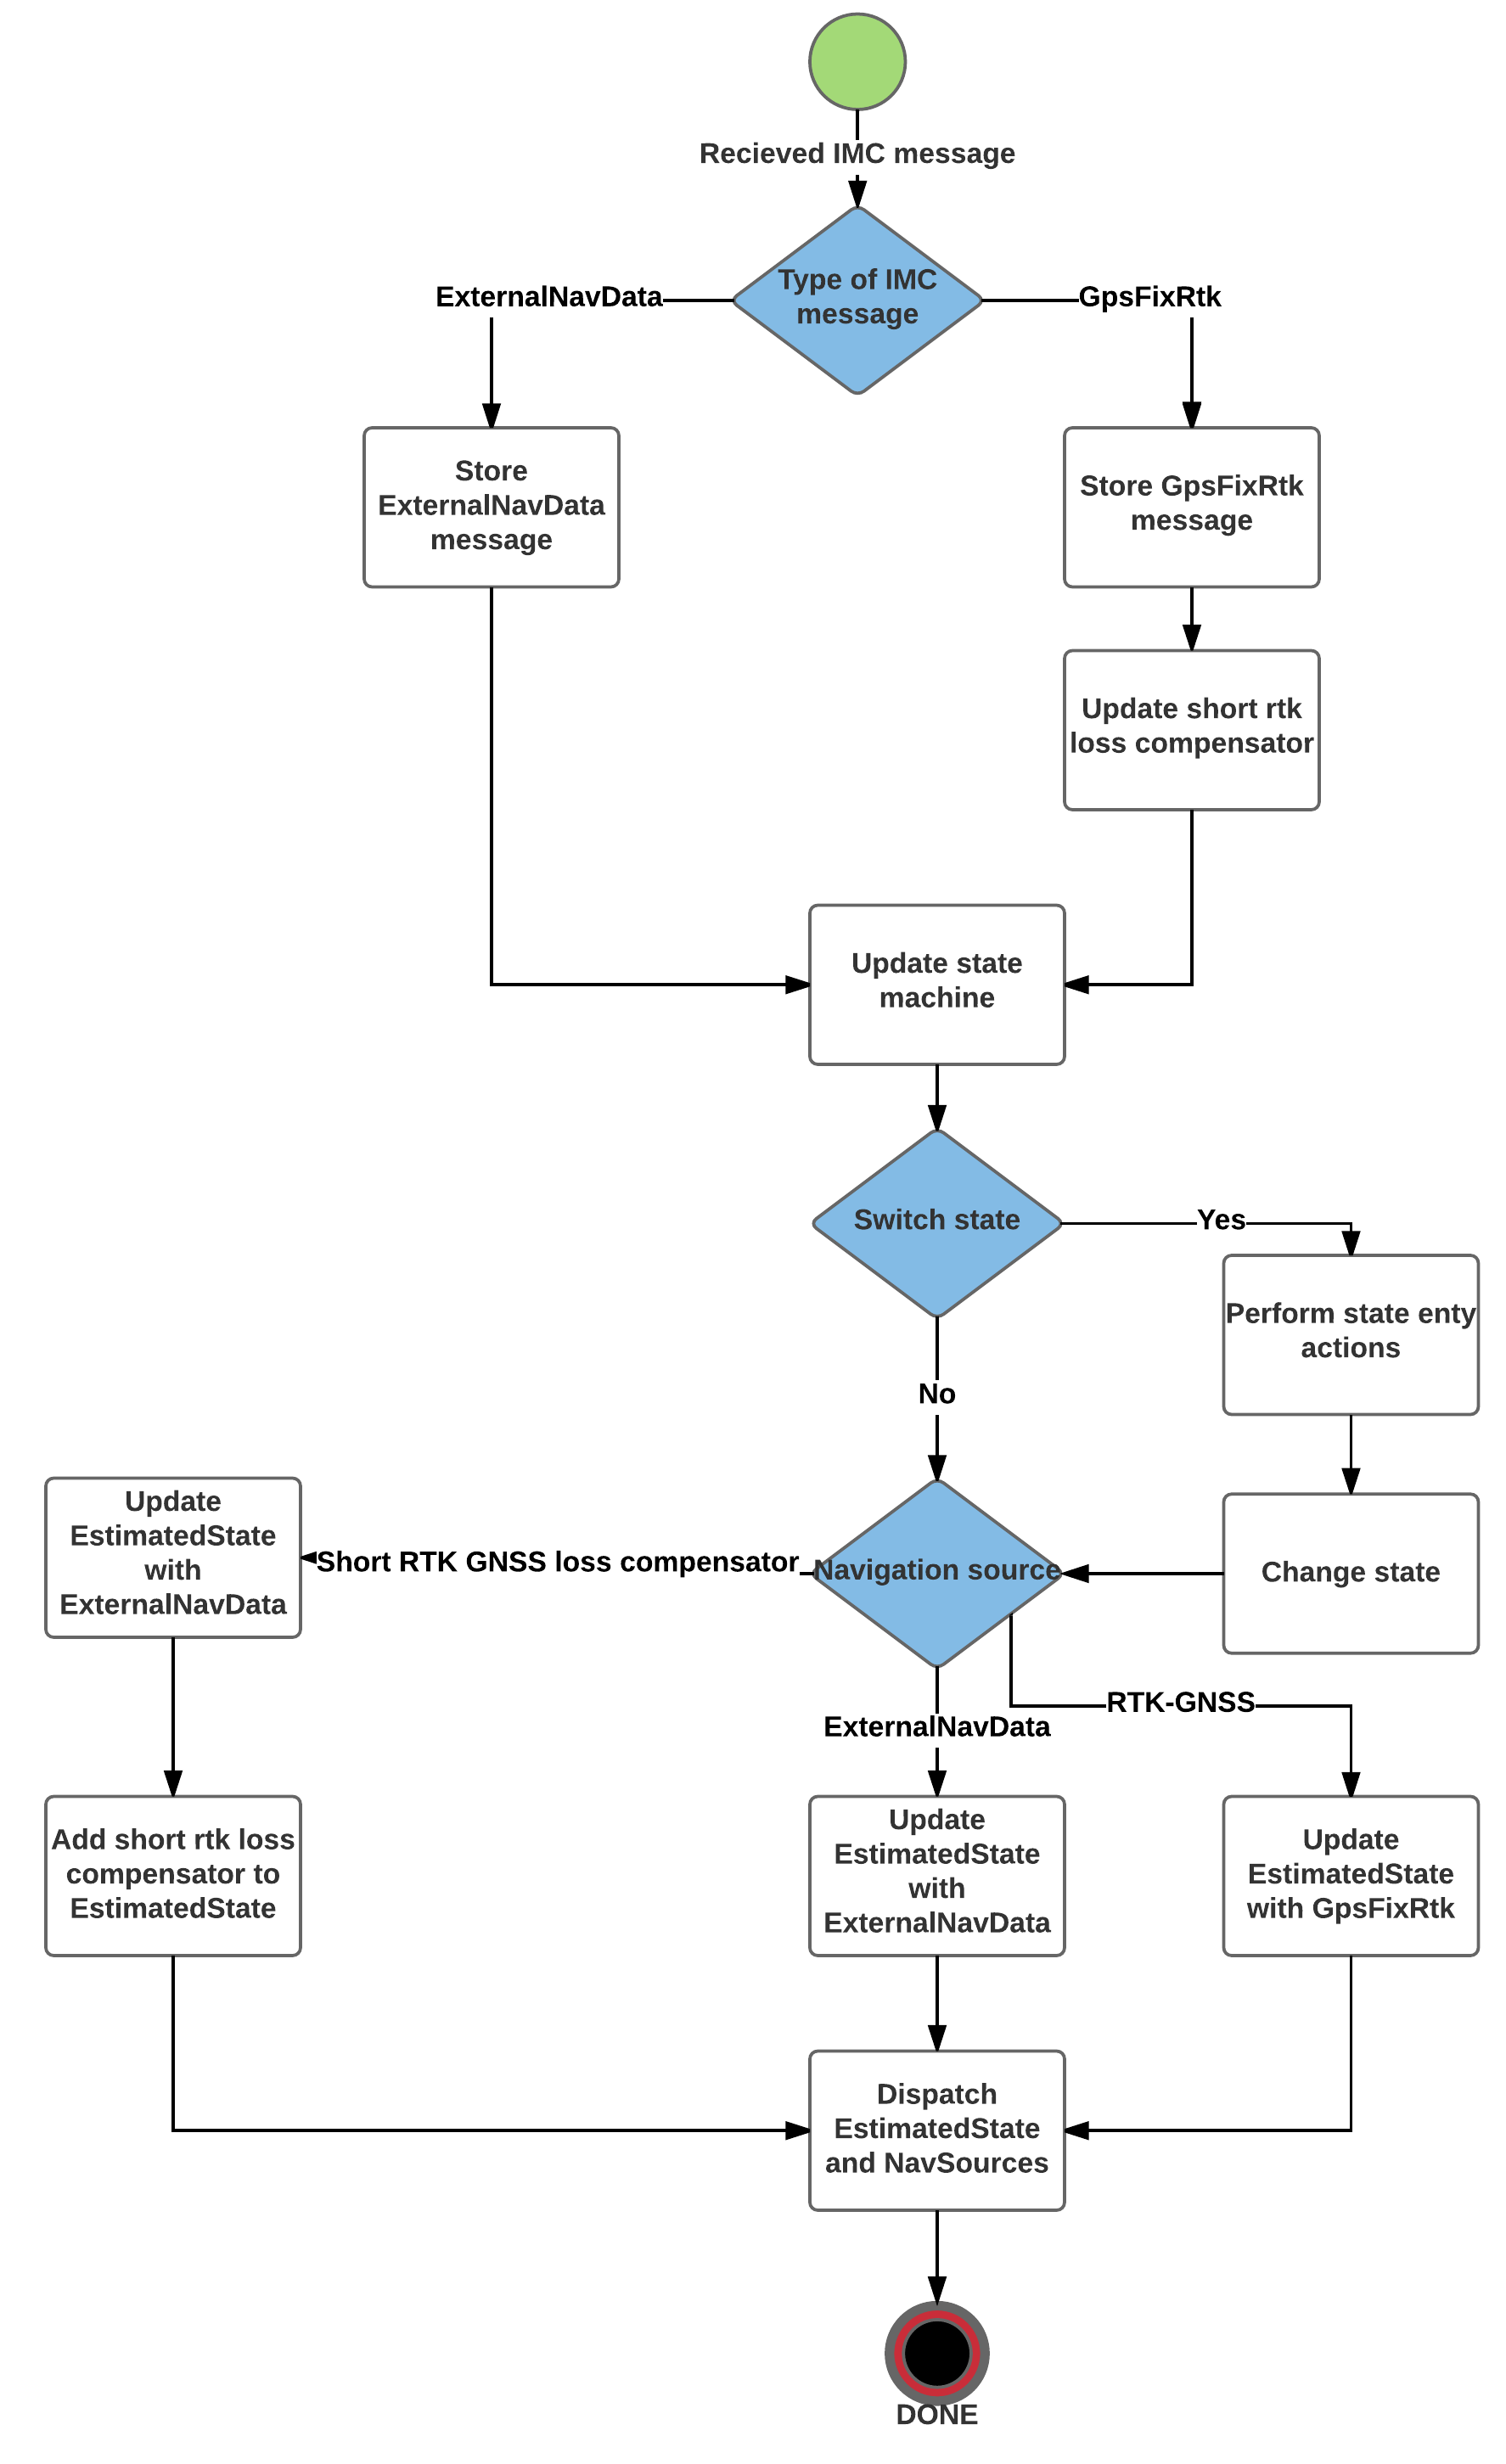 Recieved IMC message
Type of IMC
message
ExternalNavData
GpsFixRtk
Store
ExternalNavData
message
Store GpsFixRtk
message
Update short rtk
loss compensator
Update state
machine
Switch state
Yes
Perform state enty
actions
No
Update
EstimatedState
with
ExternalNavData
Short RTK GNSS loss compensator
Navigation source
Change state
RTK-GNSS
ExternalNavData
Add short rtk loss
compensator to
EstimatedState
Update
EstimatedState
with
ExternalNavData
Update
EstimatedState
with GpsFixRtk
Dispatch
EstimatedState
and NavSources
DONE